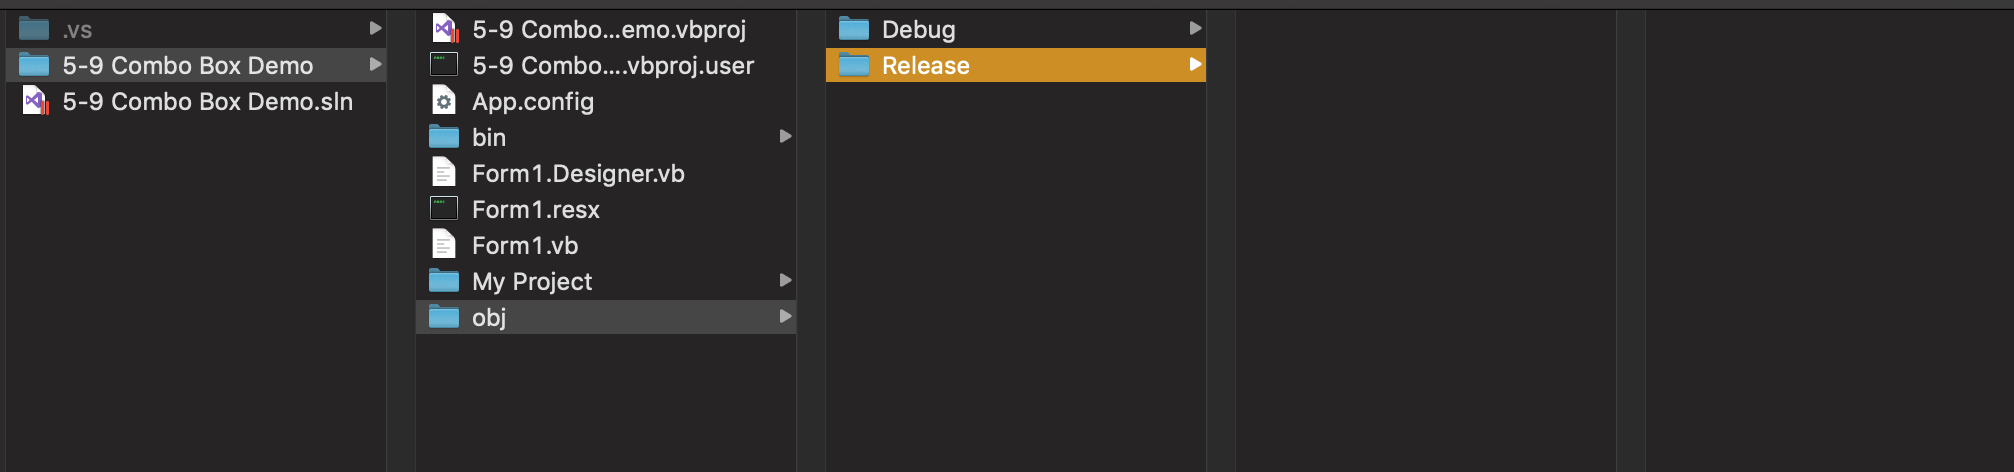 .vs
5-9 Combo Box Demo
5-9 Combo Box Demo.sln
5-9 Combo...emo.vbproj
5-9 Combo....vbproj.user
App.config
bin
Form1.Designer.vb
Form1.resx
Form1.vb
My Project
obj
Debug
Release